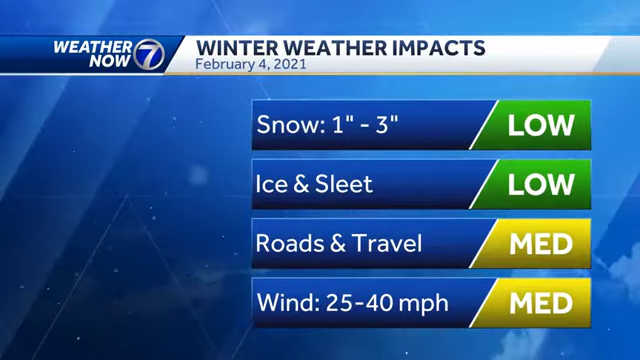 WEATHER
NOW 7
WINTER WEATHER IMPACTS
February 4, 2021
Snow: 1" - 3" LOW
Ice & Sleet LOW
Roads & Travel MED
Wind: 25-40 mph MED